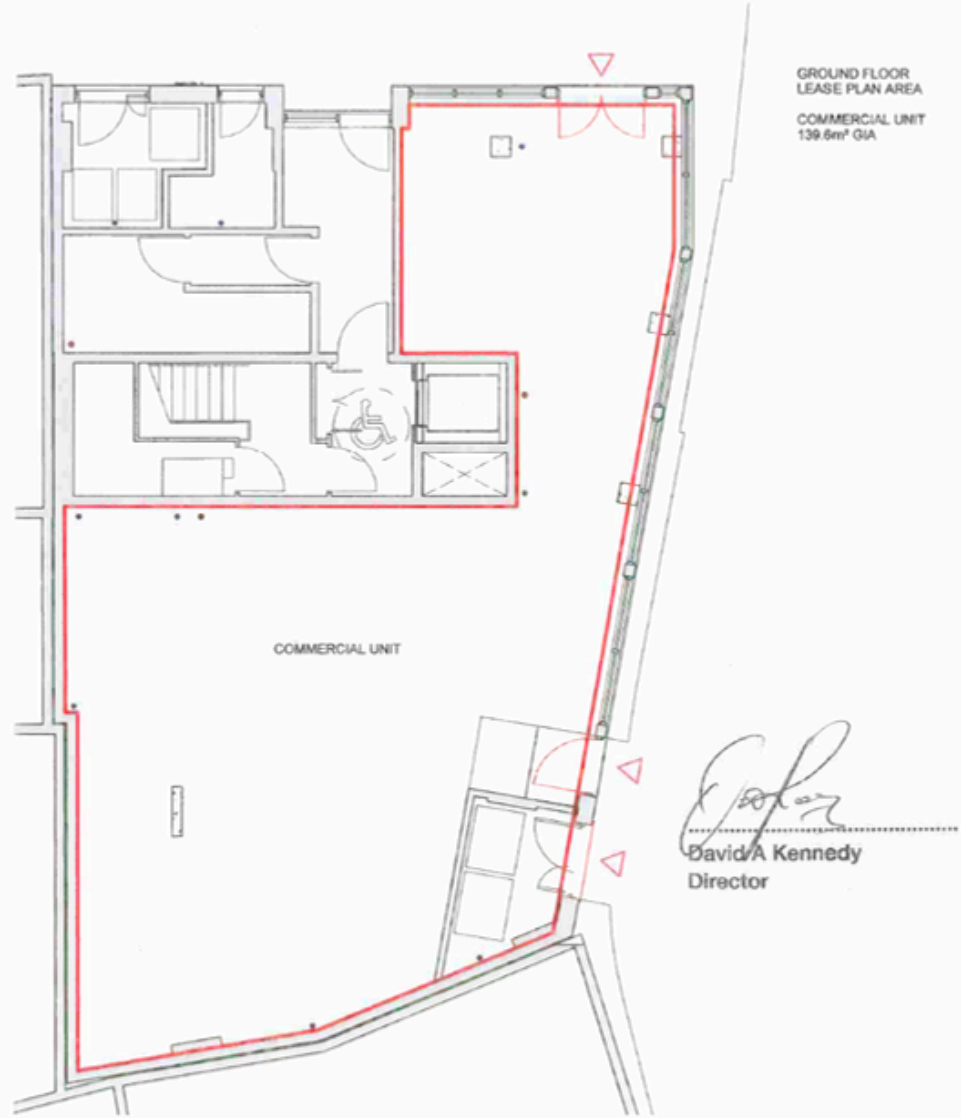 GROUND FLOOR
LEASE PLAN AREA
COMMERCIAL UNIT
139.6m² GIA
COMMERCIAL UNIT
David A Kennedy
Director